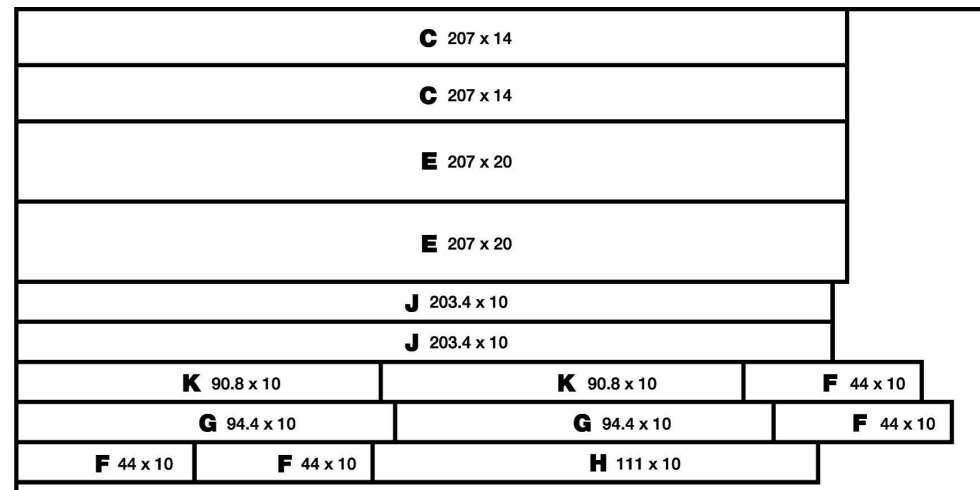 C 207 x 14
C 207 x 14
E 207 x 20
E 207 x 20
J 203.4 x 10
J 203.4 x 10
K 90.8 x 10 K 90.8 x 10 F 44 x 10
G 94.4 x 10 G 94.4 x 10 F 44 x 10
F 44 x 10 F 44 x 10 H 111 x 10